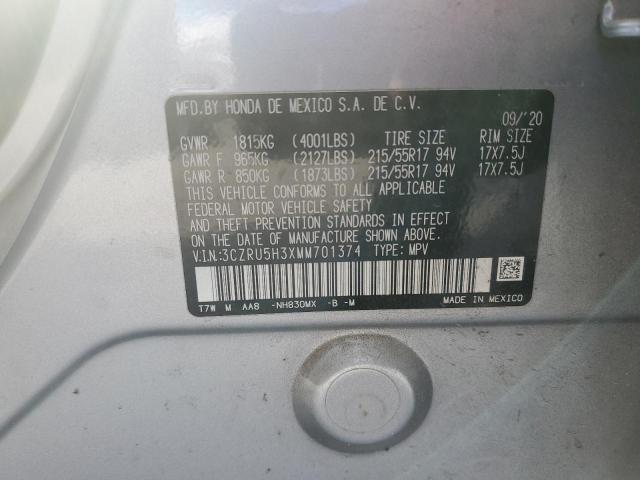 MFD.BY HONDA DE MEXICO S.A. DE C.V.
09/'20
GVWR 1815KG (4001LBS) TIRE SIZE RIM SIZE
GAWR F 965KG (2127LBS) 215/55R17 94V 17X7.5J
GAWR R 850KG (1873LBS) 215/55R17 94V 17X7.5J
THIS VEHICLE CONFORMS TO ALL APPLICABLE
FEDERAL MOTOR VEHICLE SAFETY
AND THEFT PREVENTION STANDARDS IN EFFECT
ON THE DATE OF MANUFACTURE SHOWN ABOVE.
V.I.N:3CZRU5H3XMM701374 TYPE: MPV
T7W M AA8 -NH830MX -B -M MADE IN MEXICO